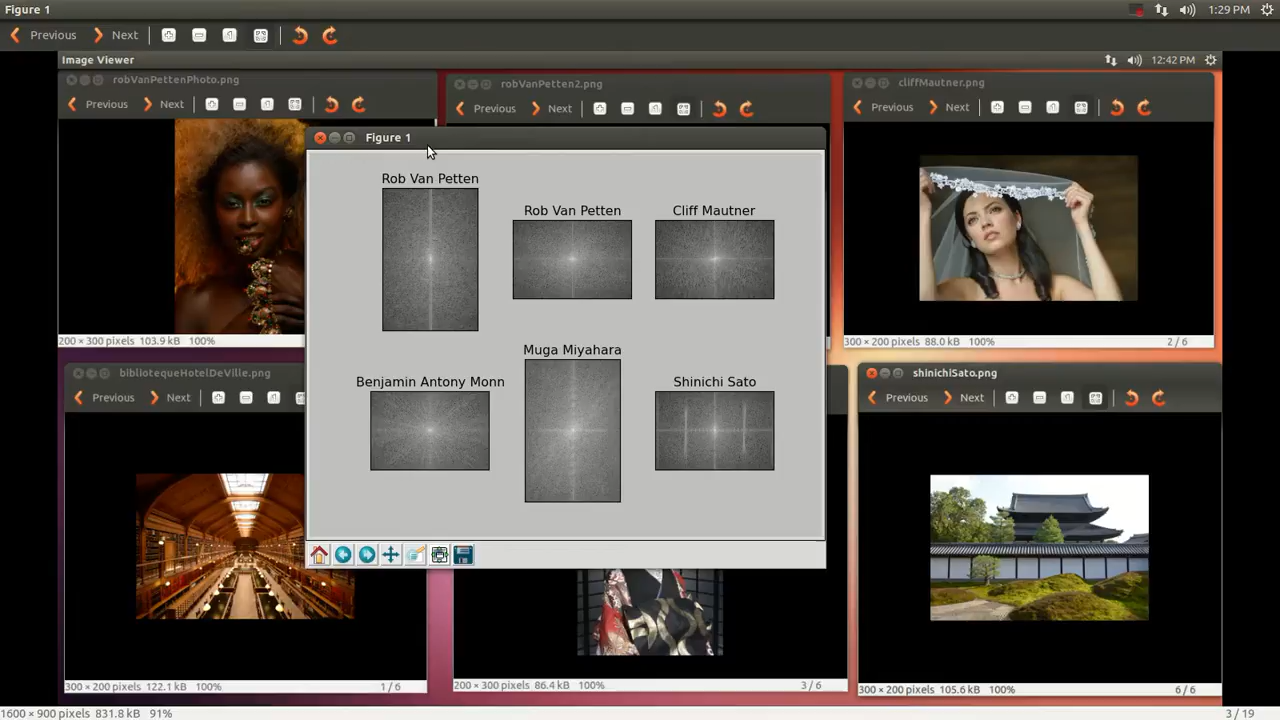 Figure 1
1:29 PM
Previous
Next
Image Viewer
12:42 PM
robVanPettenPhoto.png
Previous
Next
robVanPetten2.png
Previous
Next
cliffMautner.png
Previous
Next
Figure 1
Rob Van Petten
Rob Van Petten
Cliff Mautner
Benjamin Antony Monn
Muga Miyahara
Shinichi Sato
200 × 300 pixels 103.9 kB 100%
300 × 200 pixels 88.0 kB 100%
2 / 6
bibliotequeHotelDeVille.png
Previous
Next
shinichiSato.png
Previous
Next
300 × 200 pixels 122.1 kB 100%
1 / 6
200 × 300 pixels 86.4 kB 100%
3 / 6
300 × 200 pixels 105.6 kB 100%
6 / 6
1600 × 900 pixels 831.8 kB 91%
3 / 19